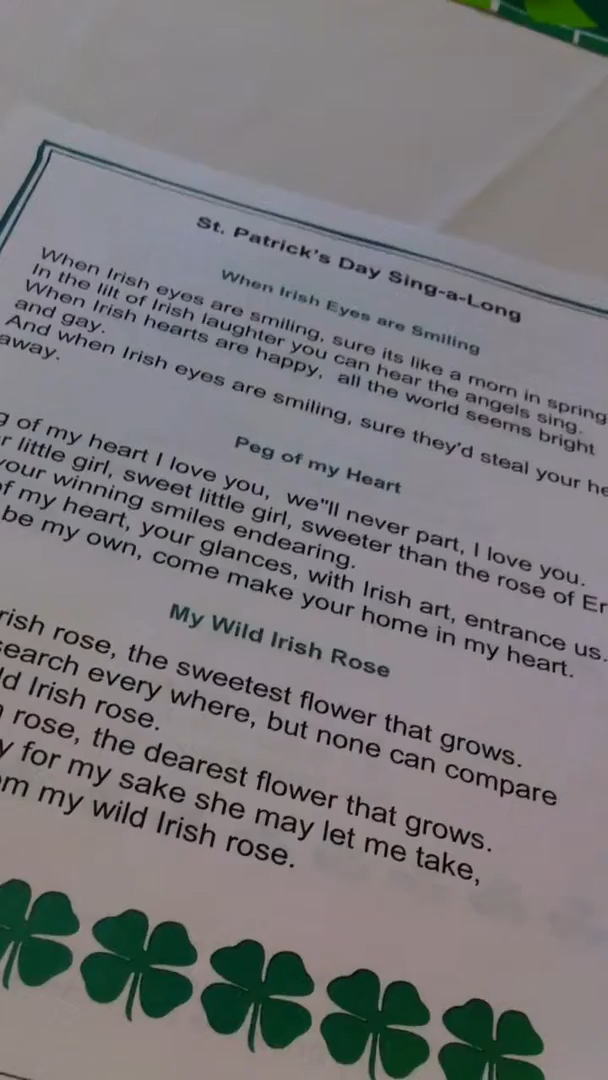 St. Patrick's Day Sing-a-Long
When Irish Eyes are Smiling
When Irish eyes are smiling, sure its like a morn in spring
In the lilt of Irish laughter you can hear the angels sing.
When Irish hearts are happy, all the world seems bright
and gay.
And when Irish eyes are smiling, sure they'd steal your
away.
Peg of my Heart
of my heart I love you, we"ll never part, I love you.
little girl, sweet little girl, sweeter than the rose of
your winning smiles endearing.
of my heart, your glances, with Irish art, entrance us.
be my own, come make your home in my heart.
My Wild Irish Rose
rose, the sweetest flower that grows.
search every where, but none can compare
Irish rose.
rose, the dearest flower that grows.
for my sake she may let me take,
my wild Irish rose.